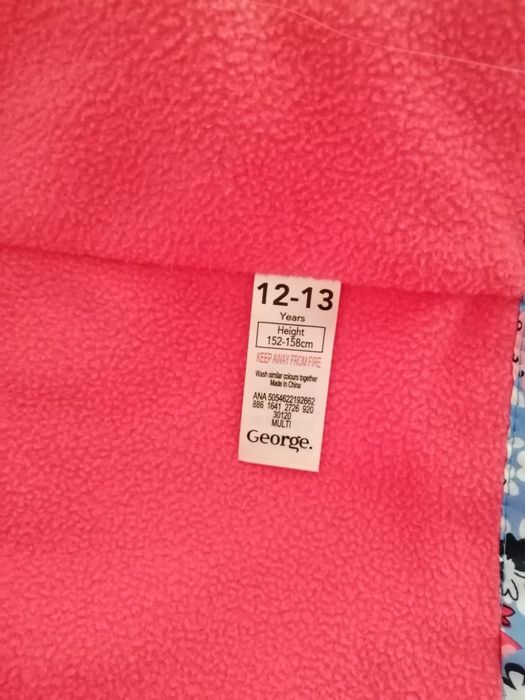 12-13
Years
Height
152-158cm
KEEP AWAY FROM FIRE
Wash similar colours together
Made in China
ANA 5054622192662
886 1641 2726 920
30120
MULTI
George.